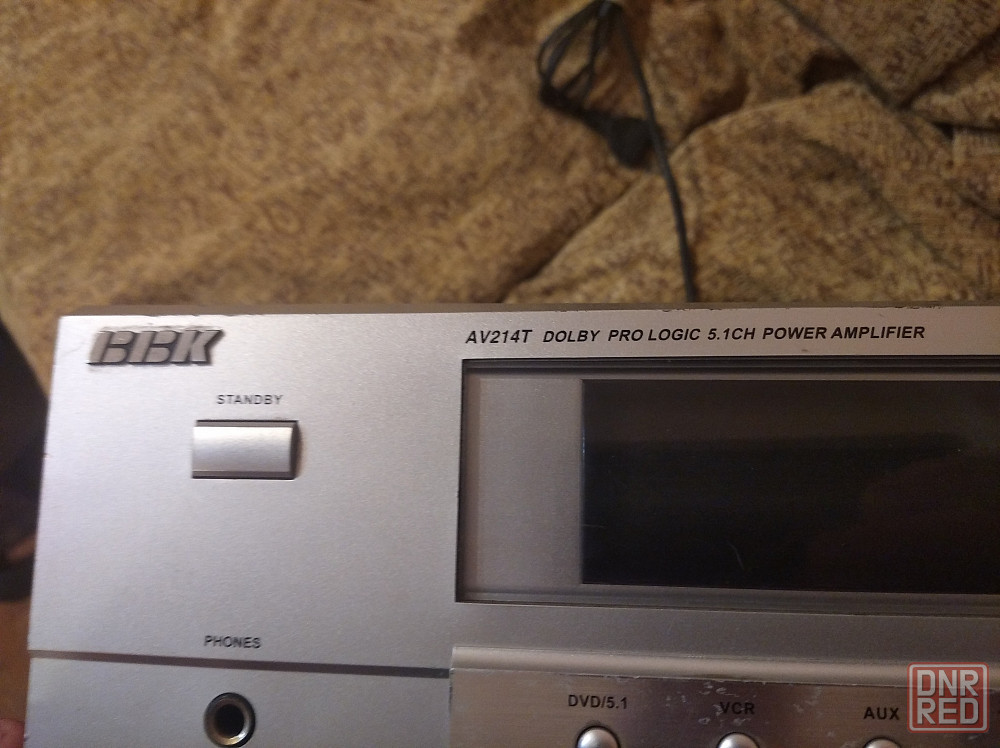 BBK
AV214T DOLBY PRO LOGIC 5.1CH POWER AMPLIFIER
STANDBY
PHONES
DVD/5.1
VCR
AUX
DNR
RED